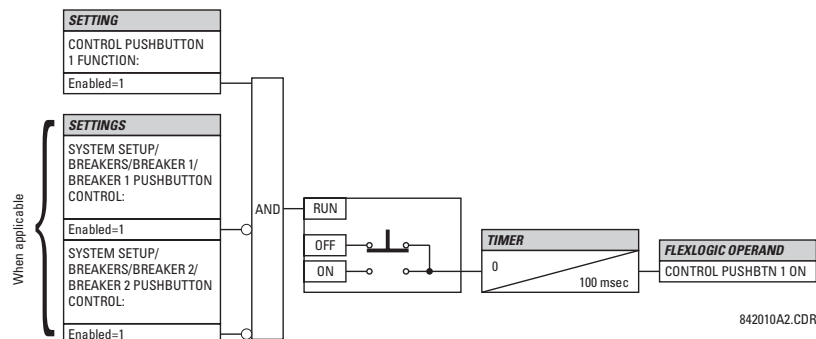 SETTING
CONTROL PUSHBUTTON
1 FUNCTION:
Enabled=1
When applicable
SETTINGS
SYSTEM SETUP/
BREAKERS/BREAKER 1/
BREAKER 1 PUSHBUTTON
CONTROL:
Enabled=1
SYSTEM SETUP/
BREAKERS/BREAKER 2/
BREAKER 2 PUSHBUTTON
CONTROL:
Enabled=1
AND
RUN
OFF
ON
TIMER
0
100 msec
FLEXLOGIC OPERAND
CONTROL PUSHBTN 1 ON
842010A2.CDR